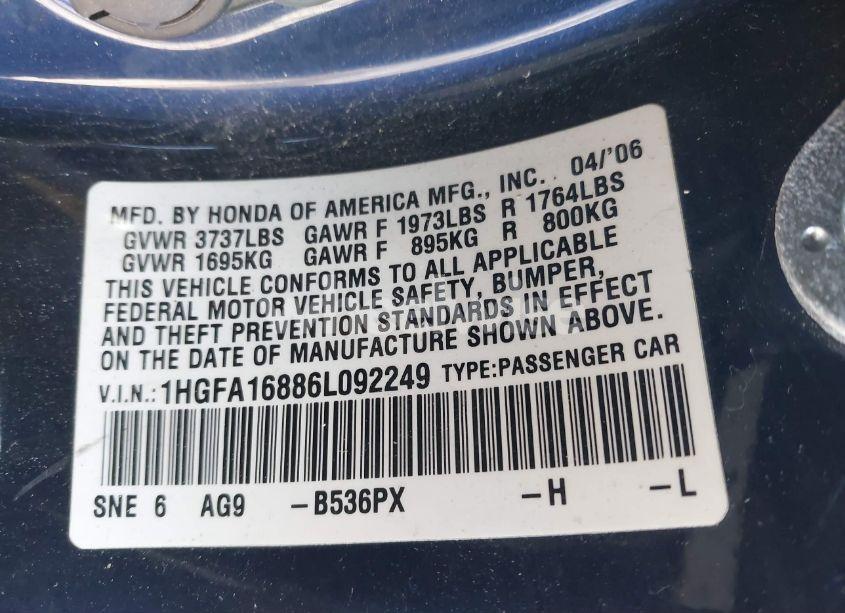 MFD. BY HONDA OF AMERICA MFG., INC. 04/'06
GVWR 3737LBS GAWR F 1973LBS R 1764LBS
GVWR 1695KG GAWR F 895KG R 800KG
THIS VEHICLE CONFORMS TO ALL APPLICABLE
FEDERAL MOTOR VEHICLE SAFETY, BUMPER,
AND THEFT PREVENTION STANDARDS IN EFFECT
ON THE DATE OF MANUFACTURE SHOWN ABOVE.
V.I.N.: 1HGFA16886L092249 TYPE:PASSENGER CAR
SNE 6 AG9 –B536PX –H –L